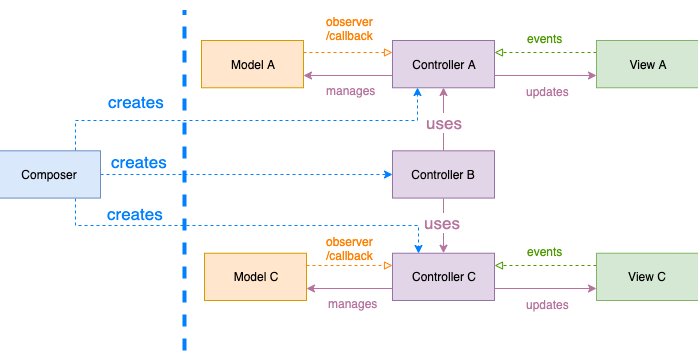 observer
/callback
events
Model A
Controller A
View A
manages
updates
creates
uses
creates
Composer
Controller B
creates
uses
observer
/callback
events
Model C
Controller C
View C
manages
updates